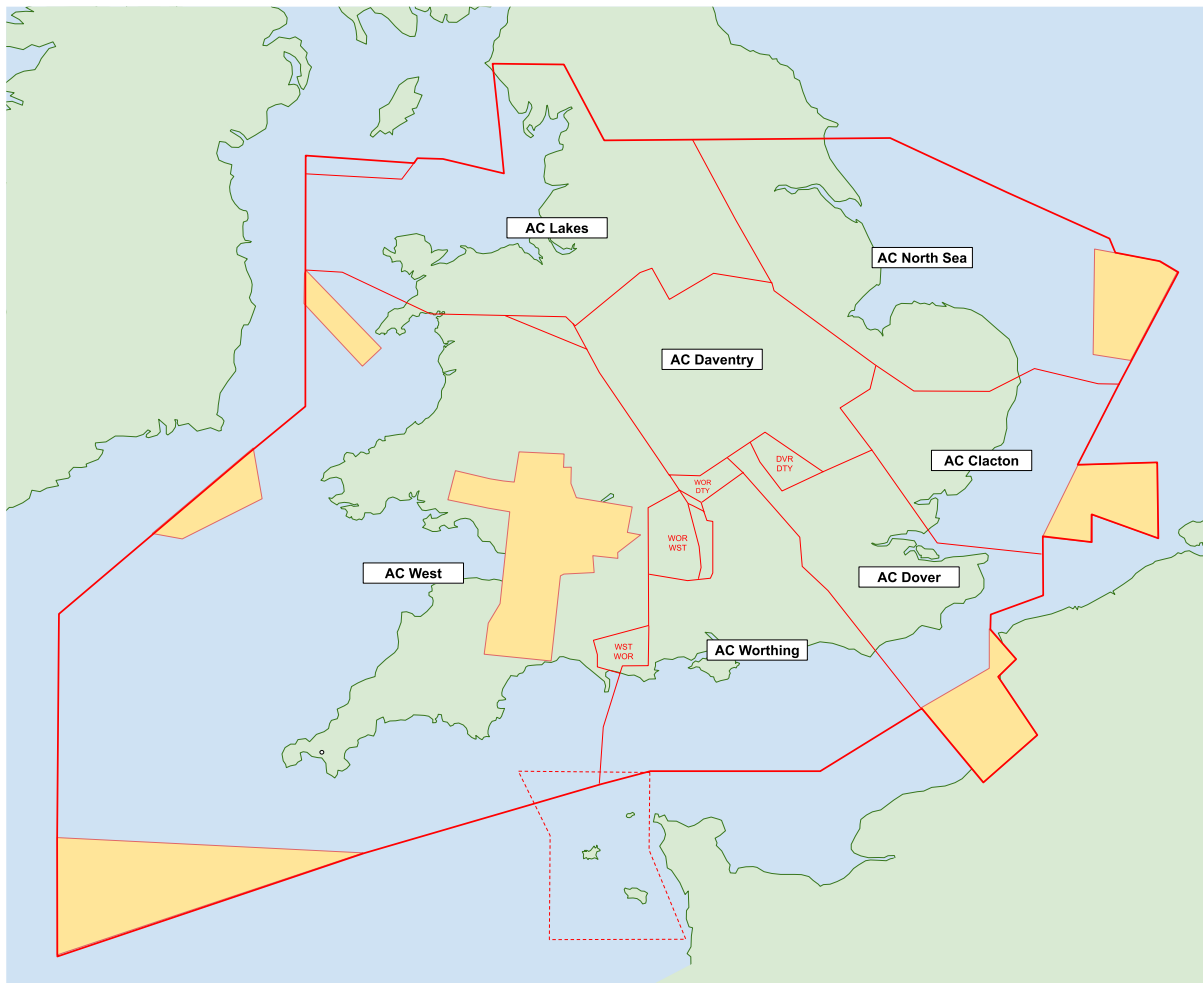 AC Lakes
AC North Sea
AC Daventry
DVR
DTY
AC Clacton
WOR
DTY
WOR
WST
AC West
AC Dover
WST
WOR
AC Worthing